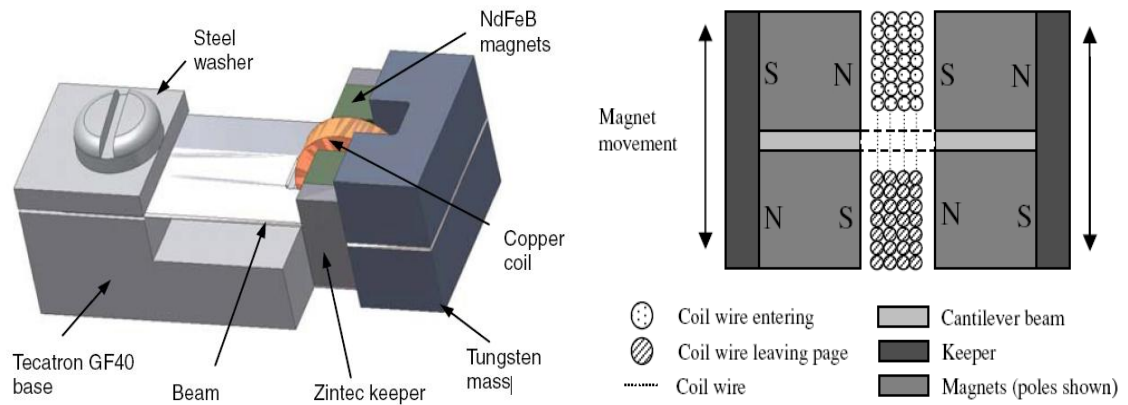 NdFeB
magnets
Steel
washer
Copper
coil
Tecatron GF40
base
Beam
Zintec keeper
Tungsten
mass
Magnet
movement
S N S N
N S N S
Coil wire entering
Coil wire leaving page
Coil wire
Cantilever beam
Keeper
Magnets (poles shown)